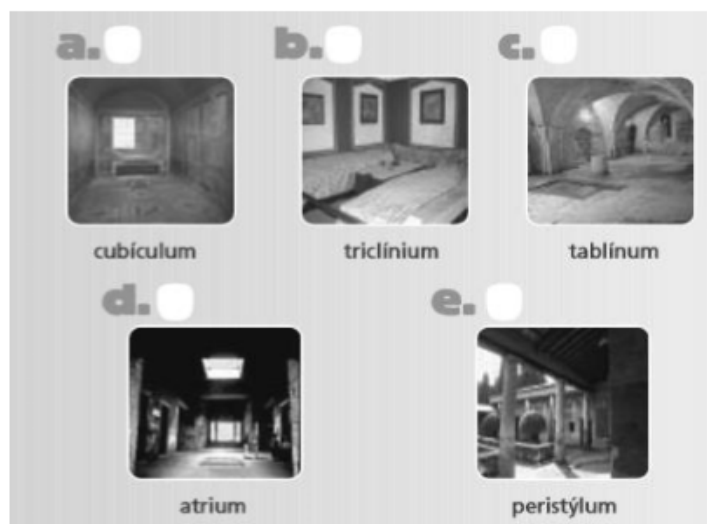 a. b. c.
cubículum triclínium tablínum
d. e.
atrium peristýlum